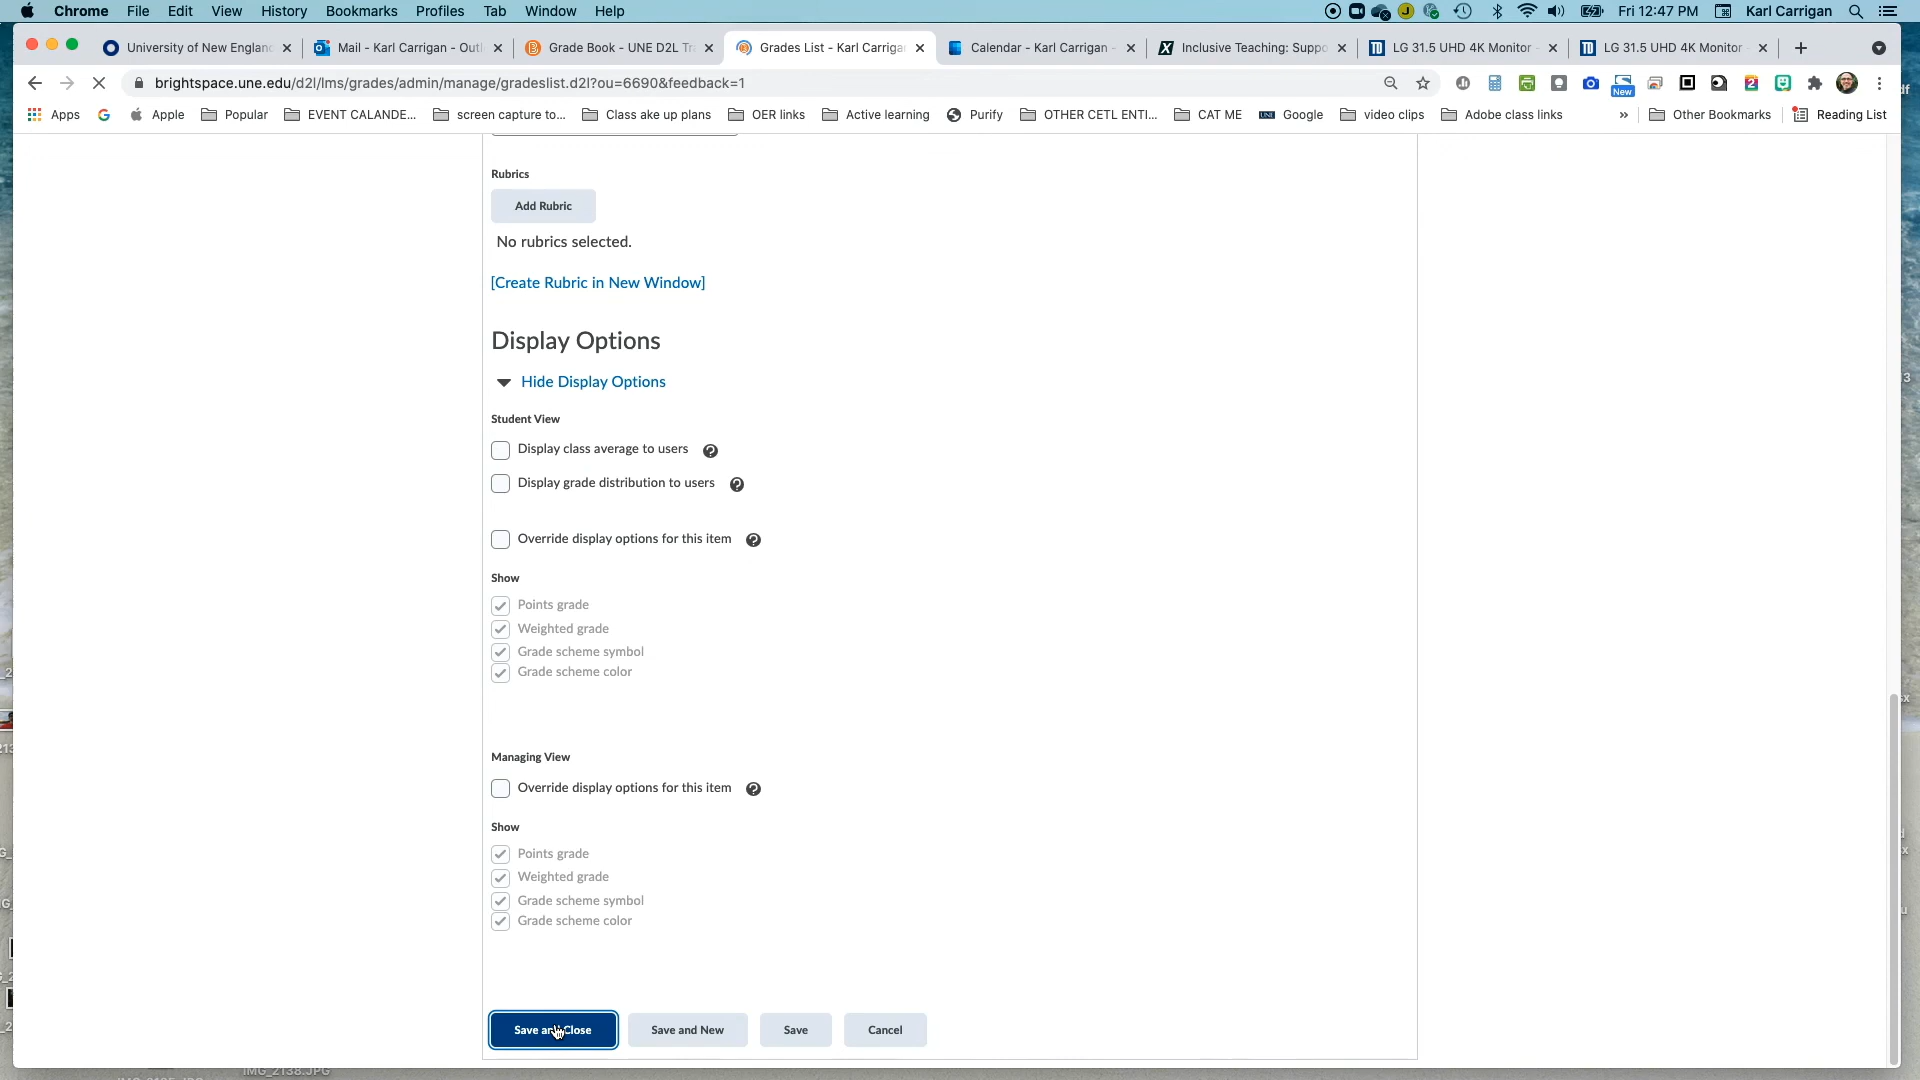 Chrome File Edit View History Bookmarks Profiles Tab Window Help Fri 12:47 PM Karl Carrigan
University of New England Mail - Karl Carrigan - Outl Grade Book - UNE D2L Tra Grades List - Karl Carrigan Calendar - Karl Carrigan - Inclusive Teaching: Suppo LG 31.5 UHD 4K Monitor LG 31.5 UHD 4K Monitor
brightspace.une.edu/d2l/lms/grades/admin/manage/gradeslist.d2l?ou=6690&feedback=1
New
Apps Apple Popular EVENT CALANDE... screen capture to... Class ake up plans OER links Active learning Purify OTHER CETL ENTI... CAT ME Google video clips Adobe class links » Other Bookmarks Reading List
Rubrics
Add Rubric
No rubrics selected.
[Create Rubric in New Window]
Display Options
Hide Display Options
Student View
Display class average to users
Display grade distribution to users
Override display options for this item
Show
Points grade
Weighted grade
Grade scheme symbol
Grade scheme color
Managing View
Override display options for this item
Show
Points grade
Weighted grade
Grade scheme symbol
Grade scheme color
Save and Close Save and New Save Cancel
IMG_2138.JPG